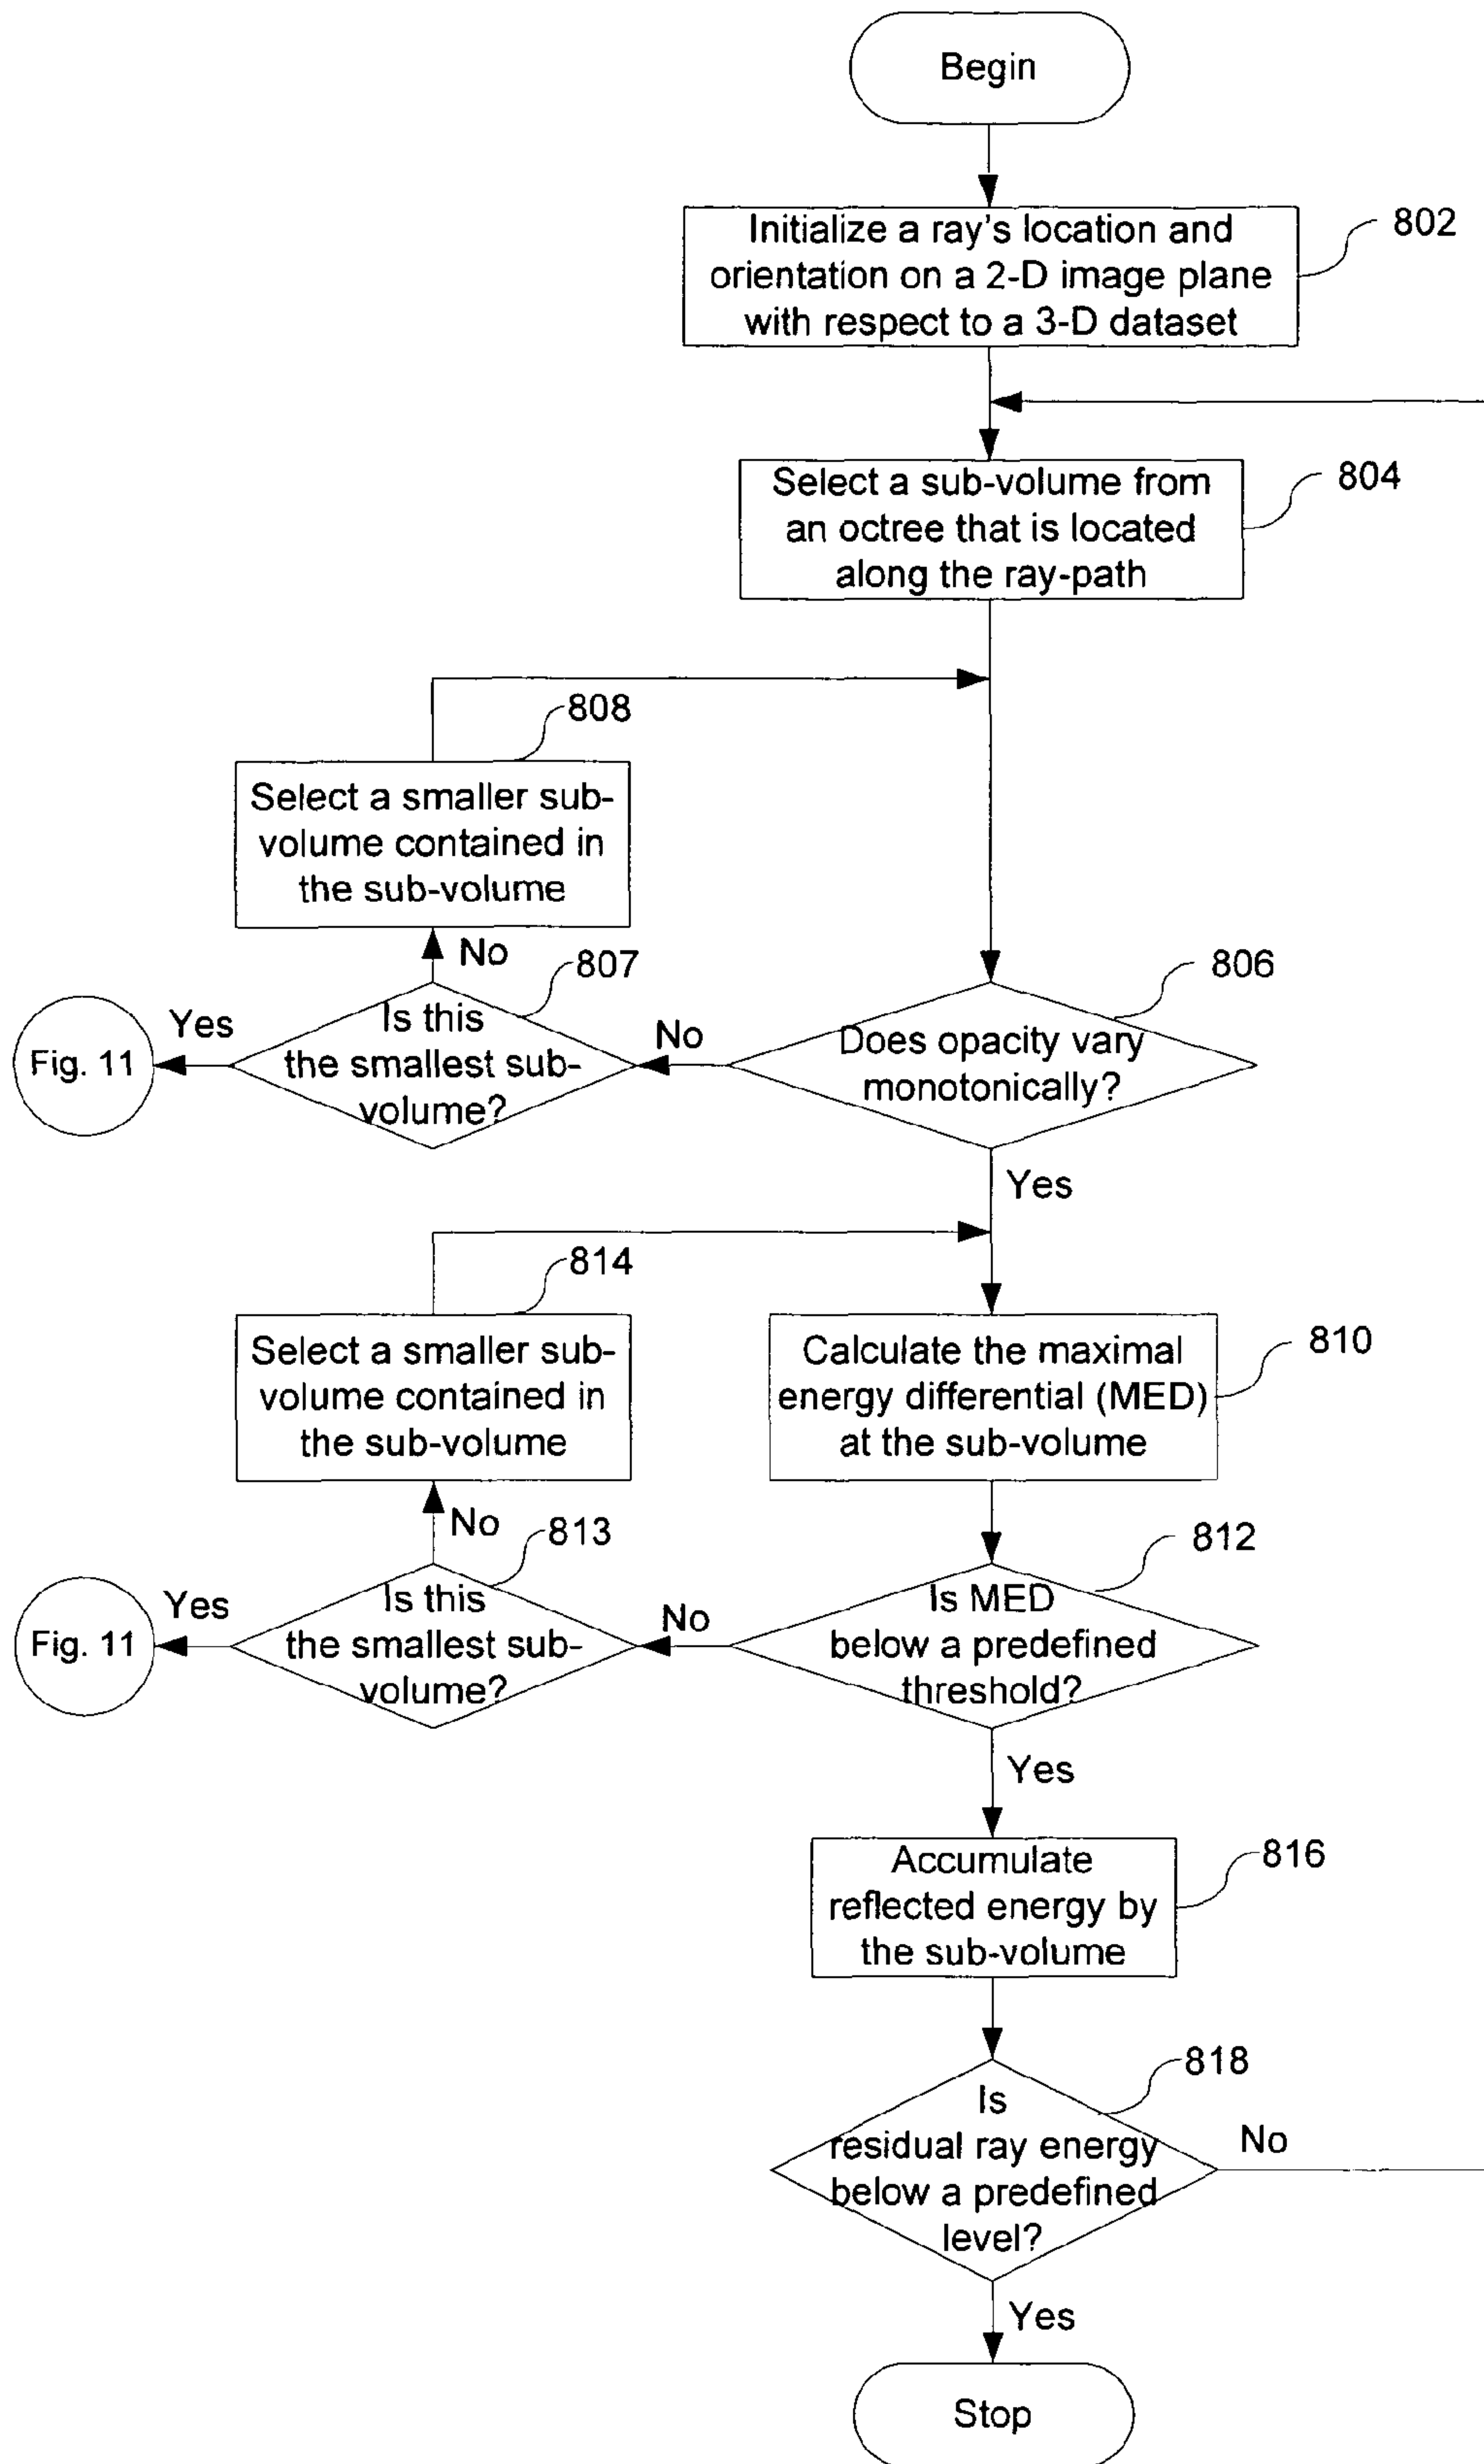 Begin
Initialize a ray's location and
orientation on a 2-D image plane
with respect to a 3-D dataset
802
Select a sub-volume from
an octree that is located
along the ray-path
804
808
Select a smaller sub-
volume contained in
the sub-volume
No
807
806
Fig. 11
Yes
Is this
the smallest sub-
volume?
No
Does opacity vary
monotonically?
Yes
814
Select a smaller sub-
volume contained in
the sub-volume
Calculate the maximal
energy differential (MED)
at the sub-volume
810
No
813
812
Fig. 11
Yes
Is this
the smallest sub-
volume?
No
Is MED
below a predefined
threshold?
Yes
Accumulate
reflected energy by
the sub-volume
816
818
Is
residual ray energy
below a predefined
level?
No
Yes
Stop